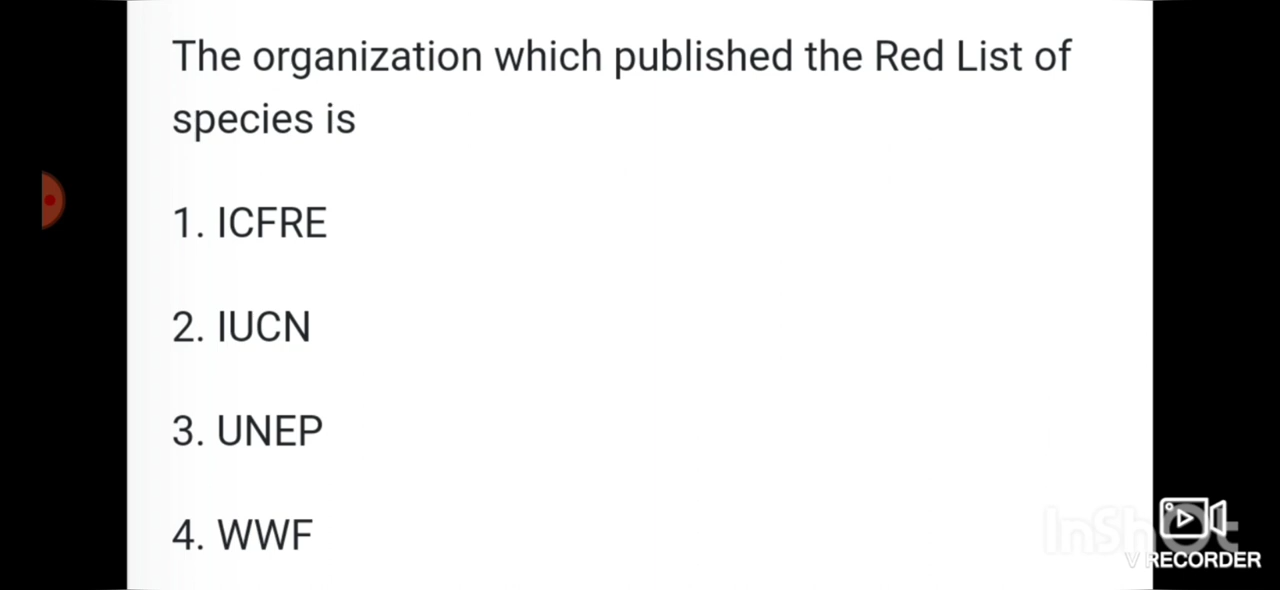 The organization which published the Red List of
species is
1. ICFRE
2. IUCN
3. UNEP
4. WWF
InShOt
V RECORDER